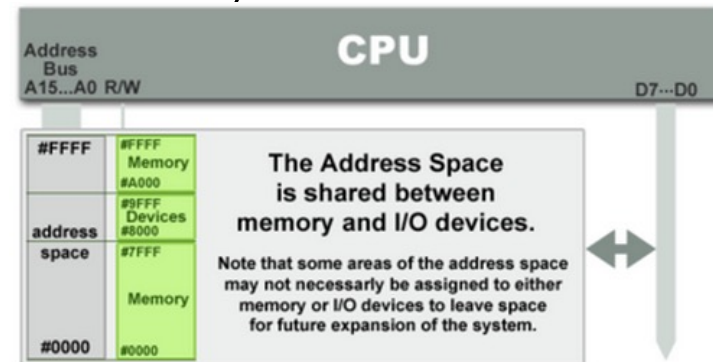 CPU
Address
Bus
A15...A0 R/W
D7...D0
#FFFF
address
space
#0000
#FFFF
Memory
#A000
#9FFF
Devices
#8000
#7FFF
Memory
#0000
The Address Space
is shared between
memory and I/O devices.
Note that some areas of the address space
may not necessarly be assigned to either
memory or I/O devices to leave space
for future expansion of the system.